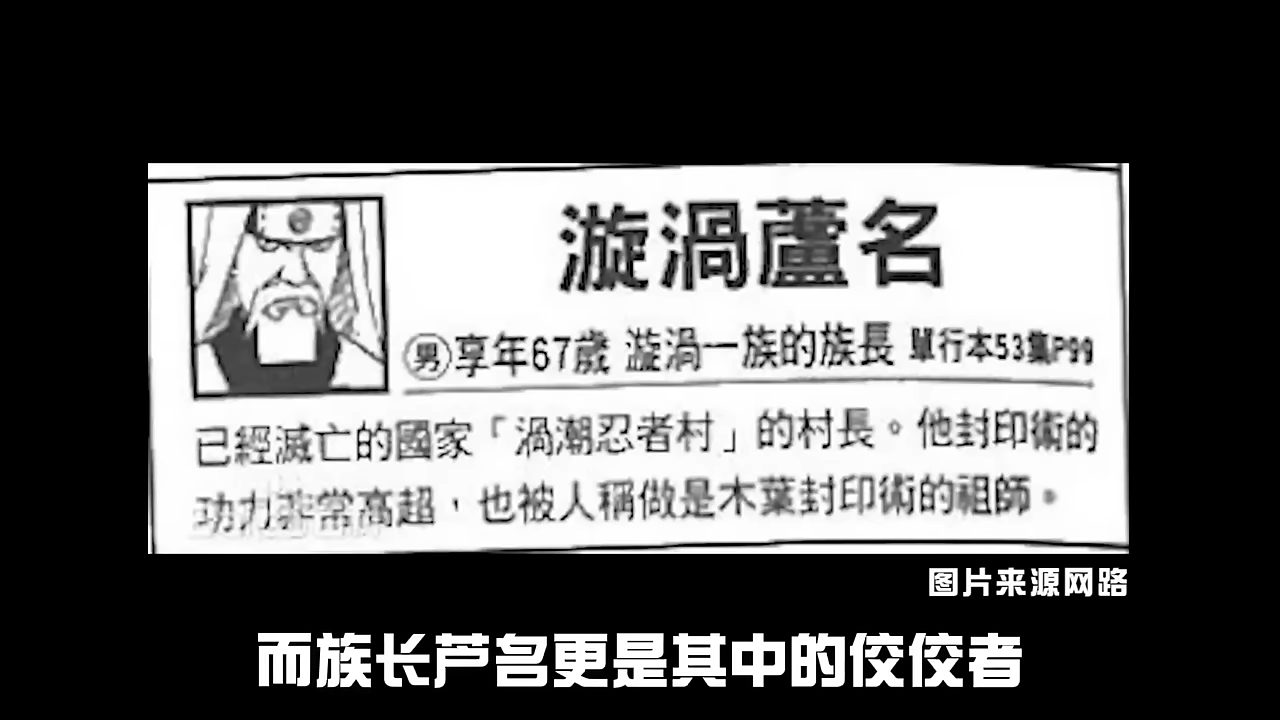 漩渦蘆名
男享年67歲 漩渦一族的族長 單行本53集P99
已經滅亡的國家「渦潮忍者村」的村長。他封印術的
功力非常高超，也被人稱做是木葉封印術的祖師。
图片来源网路
而族长芦名更是其中的佼佼者